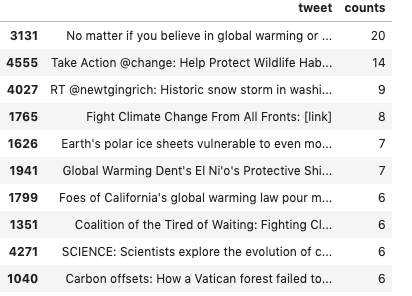 tweet counts
3131 No matter if you believe in global warming or ... 20
4555 Take Action @change: Help Protect Wildlife Hab... 14
4027 RT @newtgingrich: Historic snow storm in washi... 9
1765 Fight Climate Change From All Fronts: [link] 8
1626 Earth's polar ice sheets vulnerable to even mo... 7
1941 Global Warming Dent's El Ni'o's Protective Shi... 7
1799 Foes of California's global warming law pour m... 6
1351 Coalition of the Tired of Waiting: Fighting Cl... 6
4271 SCIENCE: Scientists explore the evolution of c... 6
1040 Carbon offsets: How a Vatican forest failed to... 6